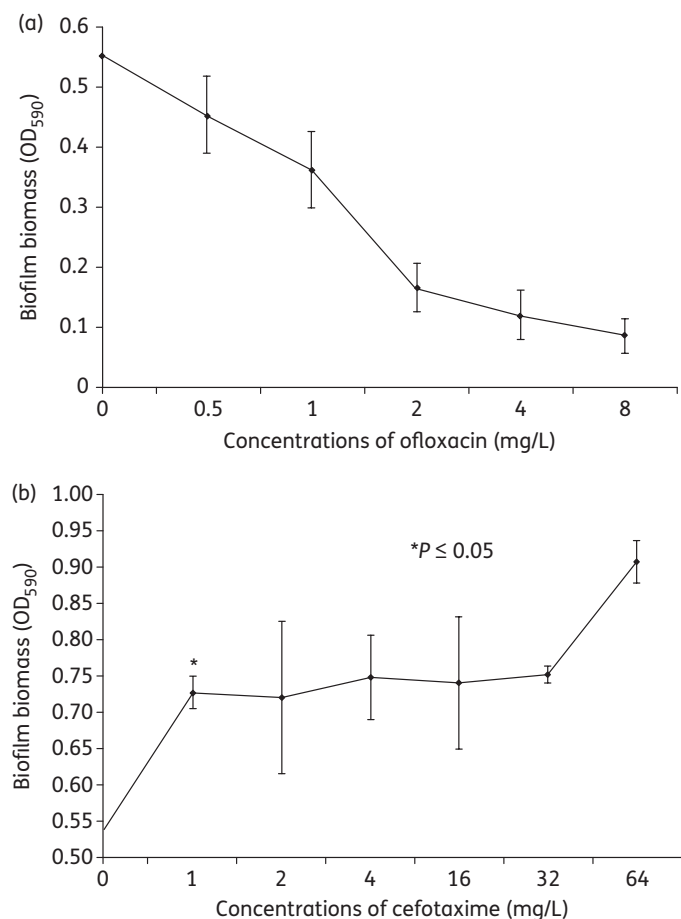 (a)
0.6
0.5
0.4
0.3
0.2
0.1
0
Biofilm biomass (OD590)
0 0.5 1 2 4 8
Concentrations of ofloxacin (mg/L)
(b)
1.00
0.95
0.90
0.85
0.80
0.75
0.70
0.65
0.60
0.55
0.50
Biofilm biomass (OD590)
*P ≤ 0.05
*
0 1 2 4 16 32 64
Concentrations of cefotaxime (mg/L)